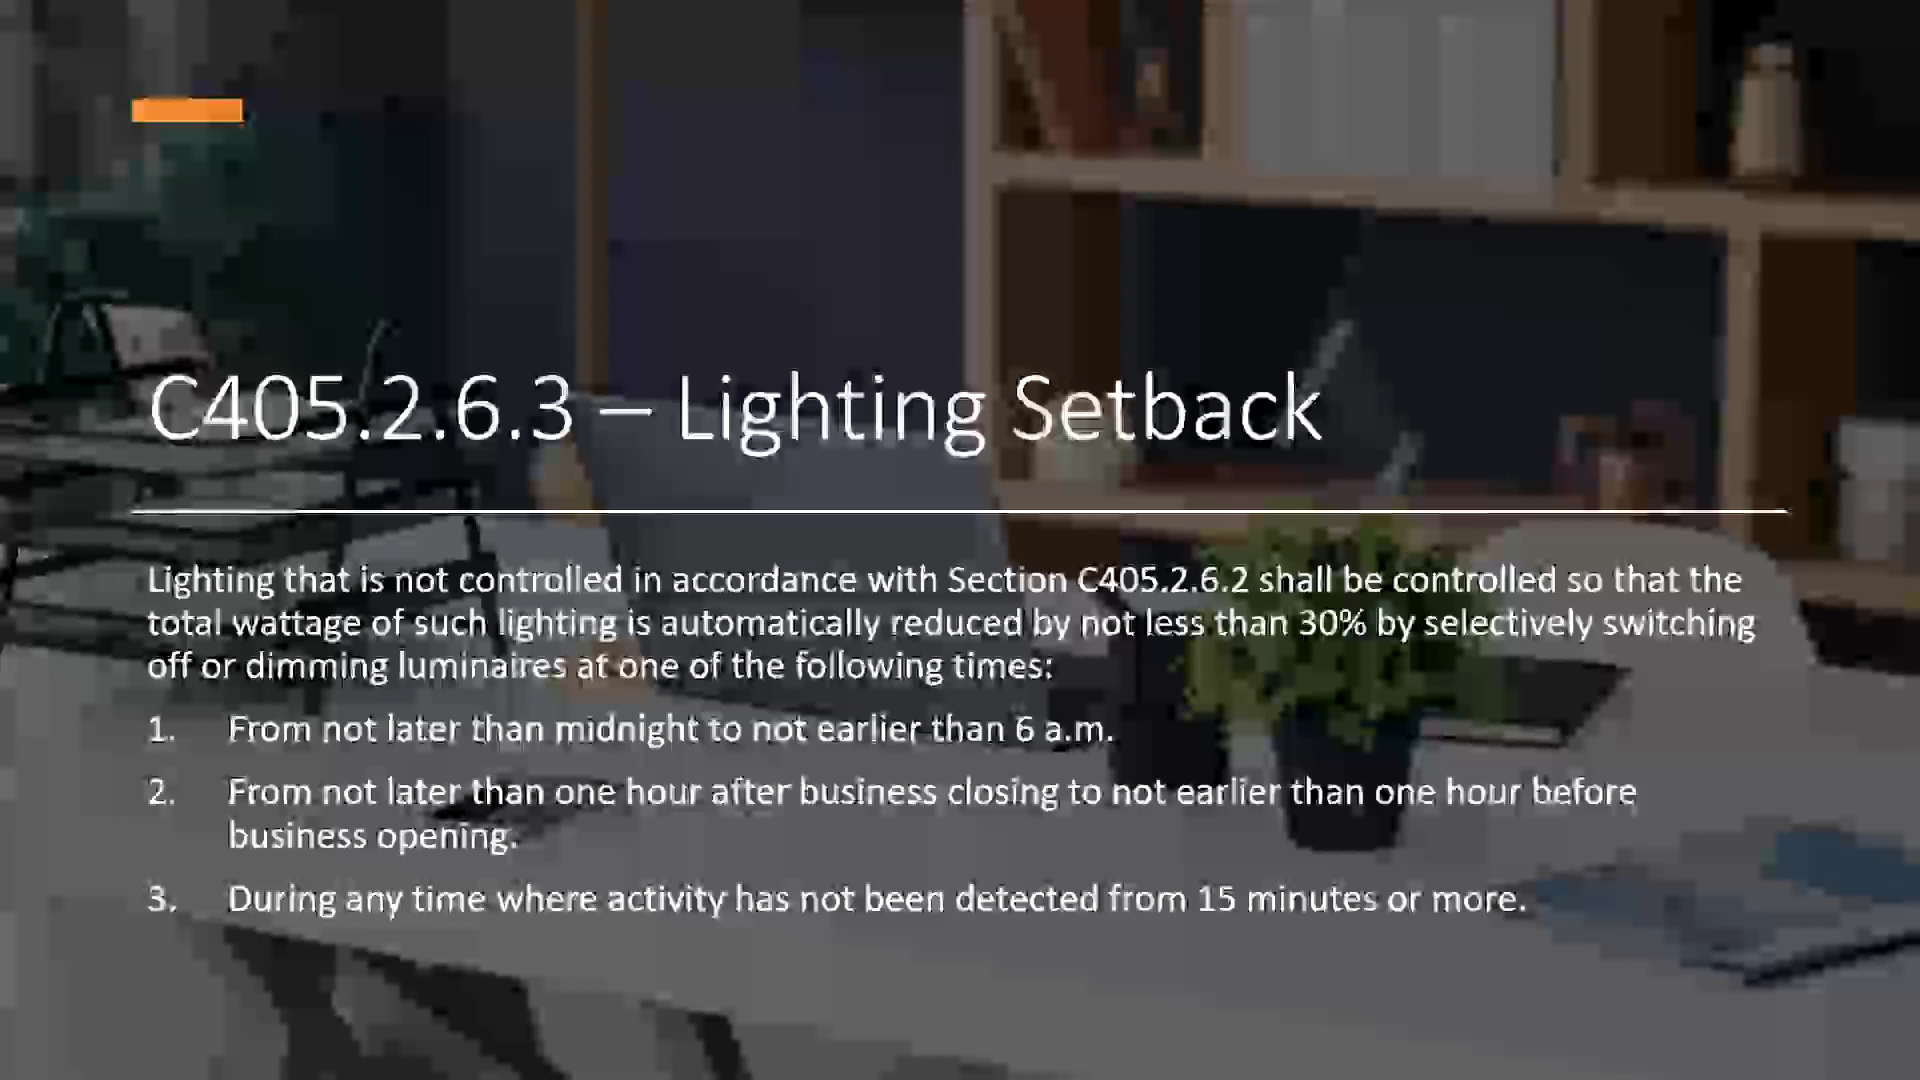 C405.2.6.3 – Lighting Setback
Lighting that is not controlled in accordance with Section C405.2.6.2 shall be controlled so that the
total wattage of such lighting is automatically reduced by not less than 30% by selectively switching
off or dimming luminaires at one of the following times:
1. From not later than midnight to not earlier than 6 a.m.
2. From not later than one hour after business closing to not earlier than one hour before
business opening.
3. During any time where activity has not been detected from 15 minutes or more.